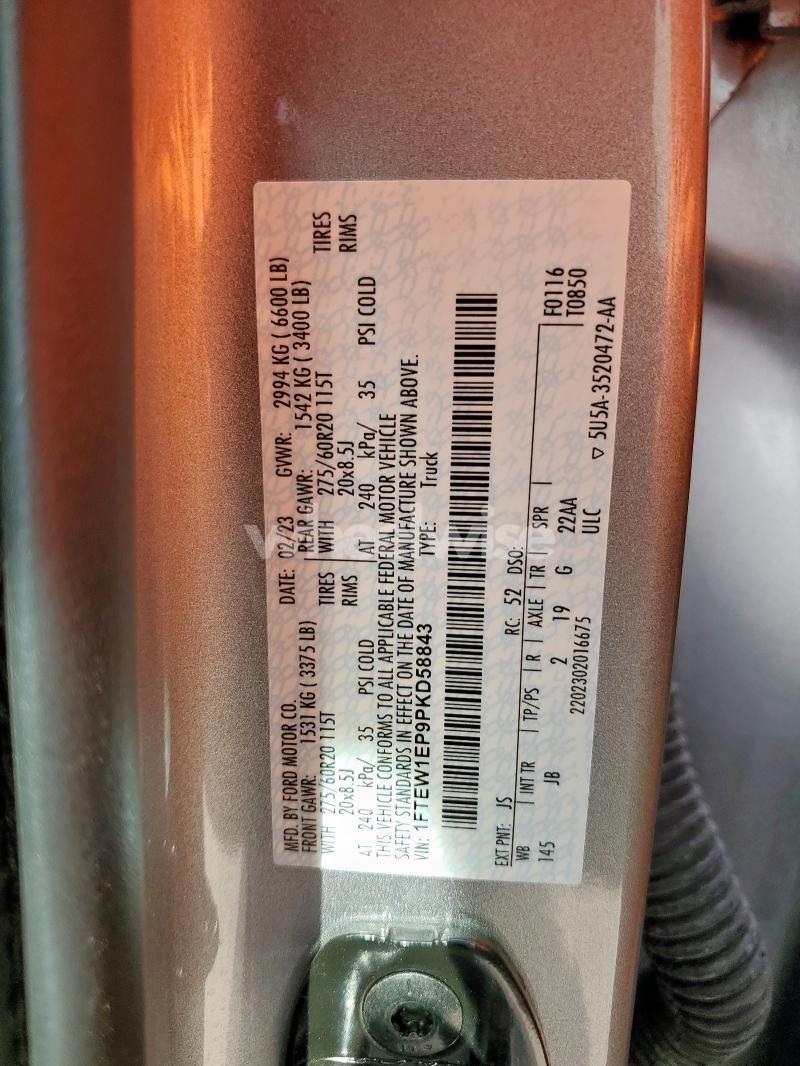 MFD. BY FORD MOTOR CO.
DATE: 02/23 GVWR: 2994 KG ( 6600 LB)
FRONT GAWR: 1531 KG ( 3375 LB) REAR GAWR: 1542 KG ( 3400 LB)
WITH 275/60R20 115T TIRES WITH 275/60R20 115T TIRES
20x8.5J RIMS 20x8.5J RIMS
AT 240 kPa/ 35 PSI COLD AT 240 kPa/ 35 PSI COLD
THIS VEHICLE CONFORMS TO ALL APPLICABLE FEDERAL MOTOR VEHICLE
SAFETY STANDARDS IN EFFECT ON THE DATE OF MANUFACTURE SHOWN ABOVE.
VIN: 1FTEW1EP9PKD58843 TYPE: Truck
EXT PNT: JS RC: 52 DSO:
WB INT TR TP/PS R AXLE TR SPR F0116
145 JB 2 19 G 22AA T0850
2202302016675 ULC
▽ 5U5A-3520472-AA